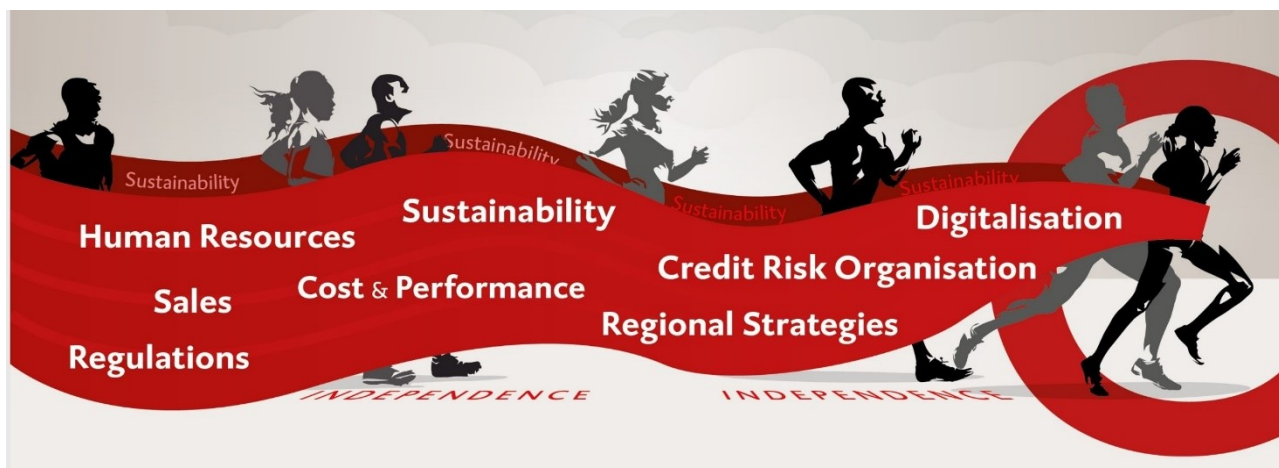 Sustainability
Sustainability
Sustainability
Sustainability
Sustainability
Digitalisation
Human Resources
Credit Risk Organisation
Cost & Performance
Sales
Regional Strategies
Regulations
INDEPENDENCE
INDEPENDENCE